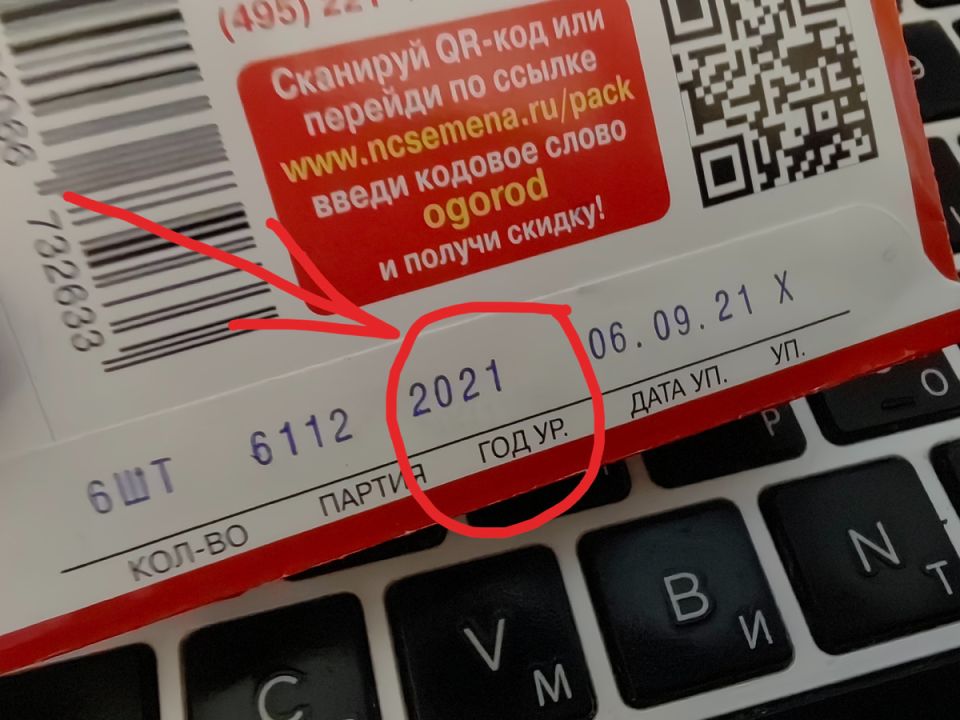 (495)
Сканируй QR-код или
перейди по ссылке
www.ncsemena.ru/pack
введи кодовое слово
ogorod
и получи скидку!
732633
6ШТ 6112 2021 06.09.21 X
КОЛ-ВО ПАРТИЯ ГОД УР. ДАТА УП. УП.
O
P
C
V
М
B
И
N
Т